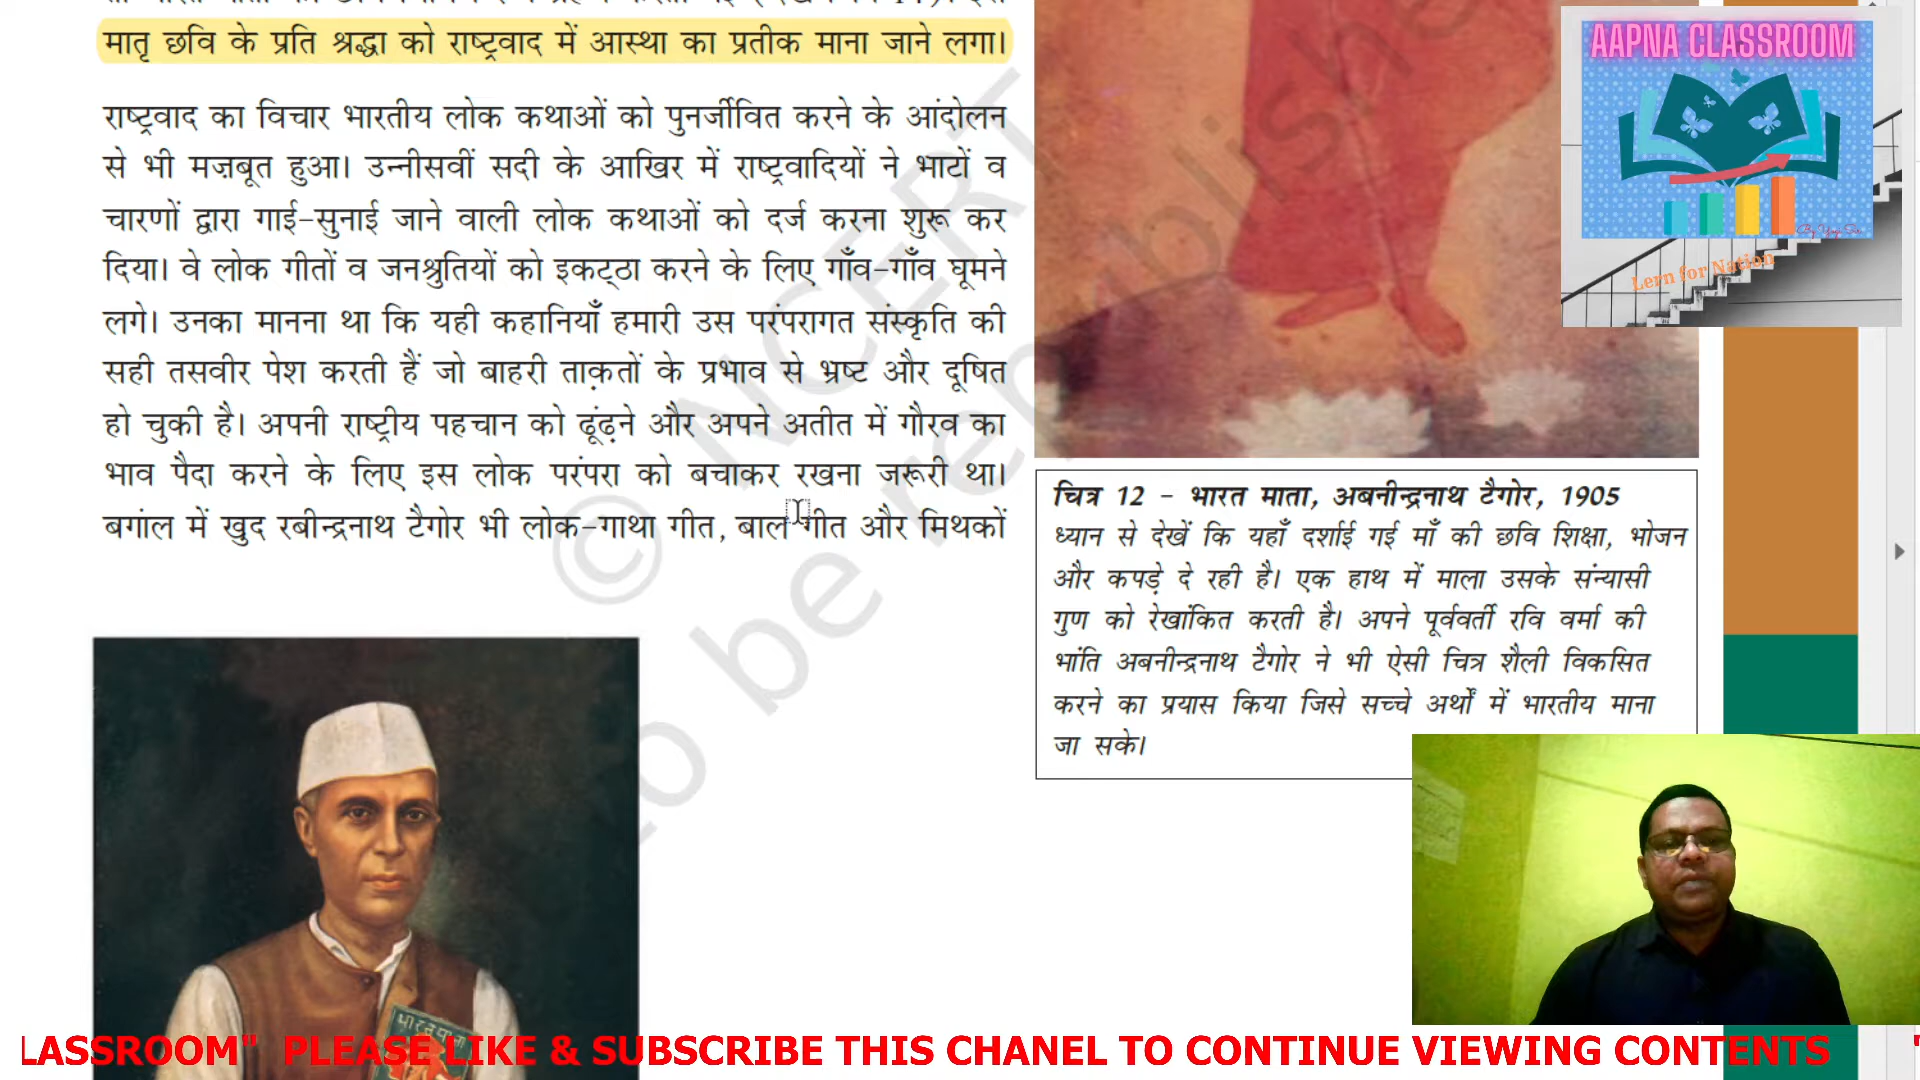 मातृ छवि के प्रति श्रद्धा को राष्ट्रवाद में आस्था का प्रतीक माना जाने लगा।
राष्ट्रवाद का विचार भारतीय लोक कथाओं को पुनर्जीवित करने के आंदोलन
से भी मज़बूत हुआ। उन्नीसवीं सदी के आखिर में राष्ट्रवादियों ने भाटों व
चारणों द्वारा गाई-सुनाई जाने वाली लोक कथाओं को दर्ज करना शुरू कर
दिया। वे लोक गीतों व जनश्रुतियों को इकट्ठा करने के लिए गाँव-गाँव घूमने
लगे। उनका मानना था कि यही कहानियाँ हमारी उस परंपरागत संस्कृति की
सही तसवीर पेश करती हैं जो बाहरी ताक़तों के प्रभाव से भ्रष्ट और दूषित
हो चुकी है। अपनी राष्ट्रीय पहचान को ढूंढ़ने और अपने अतीत में गौरव का
भाव पैदा करने के लिए इस लोक परंपरा को बचाकर रखना जरूरी था।
बगांल में खुद रबीन्द्रनाथ टैगोर भी लोक-गाथा गीत, बाल गीत और मिथकों
© NCERT
to be republished
चित्र 12 - भारत माता, अबनीन्द्रनाथ टैगोर, 1905
ध्यान से देखें कि यहाँ दर्शाई गई माँ की छवि शिक्षा, भोजन
और कपड़े दे रही है। एक हाथ में माला उसके संन्यासी
गुण को रेखांकित करती है। अपने पूर्ववर्ती रवि वर्मा की
भांति अबनीन्द्रनाथ टैगोर ने भी ऐसी चित्र शैली विकसित
करने का प्रयास किया जिसे सच्चे अर्थों में भारतीय माना
जा सके।
AAPNA CLASSROOM
Lern for Nation
LASSROOM" PLEASE LIKE & SUBSCRIBE THIS CHANEL TO CONTINUE VIEWING CONTENTS "